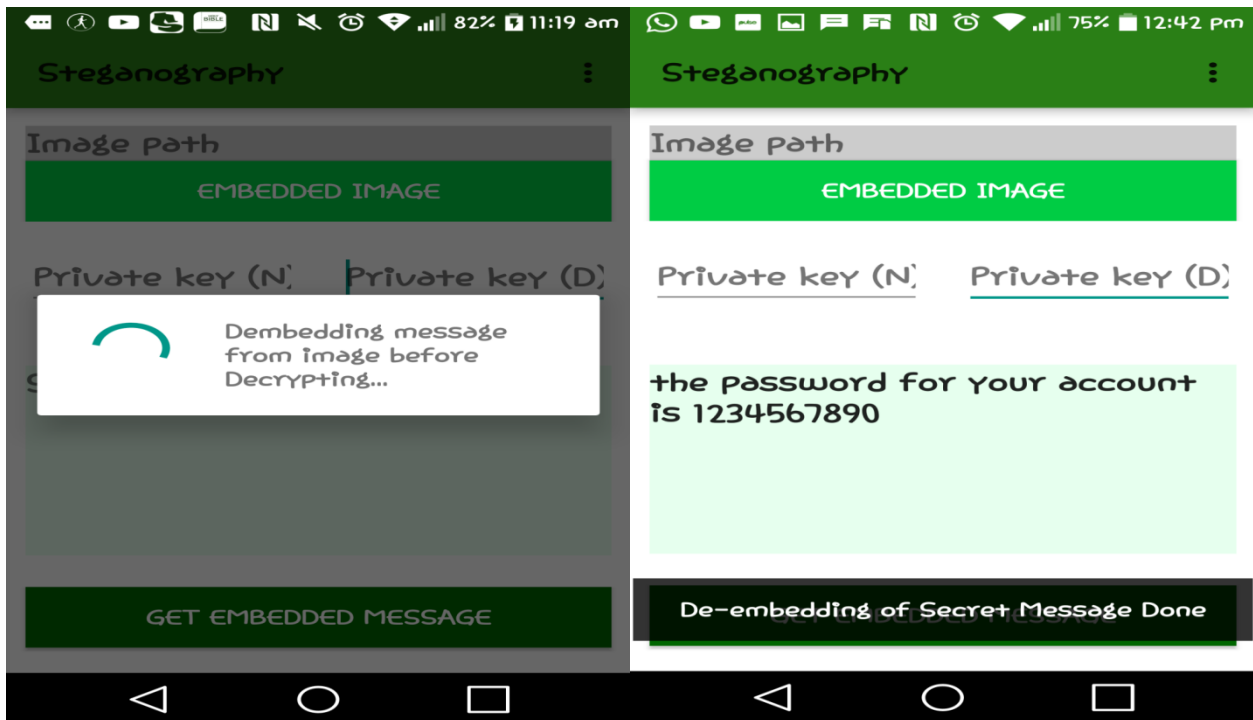 82% 11:19 am
Steganography
Image path
EMBEDDED IMAGE
Private key (N)
Private key (D)
Dembedding message
from image before
Decrypting...
GET EMBEDDED MESSAGE
75% 12:42 pm
Steganography
Image path
EMBEDDED IMAGE
Private key (N)
Private key (D)
the password for your account
is 1234567890
De-embedding of Secret Message Done